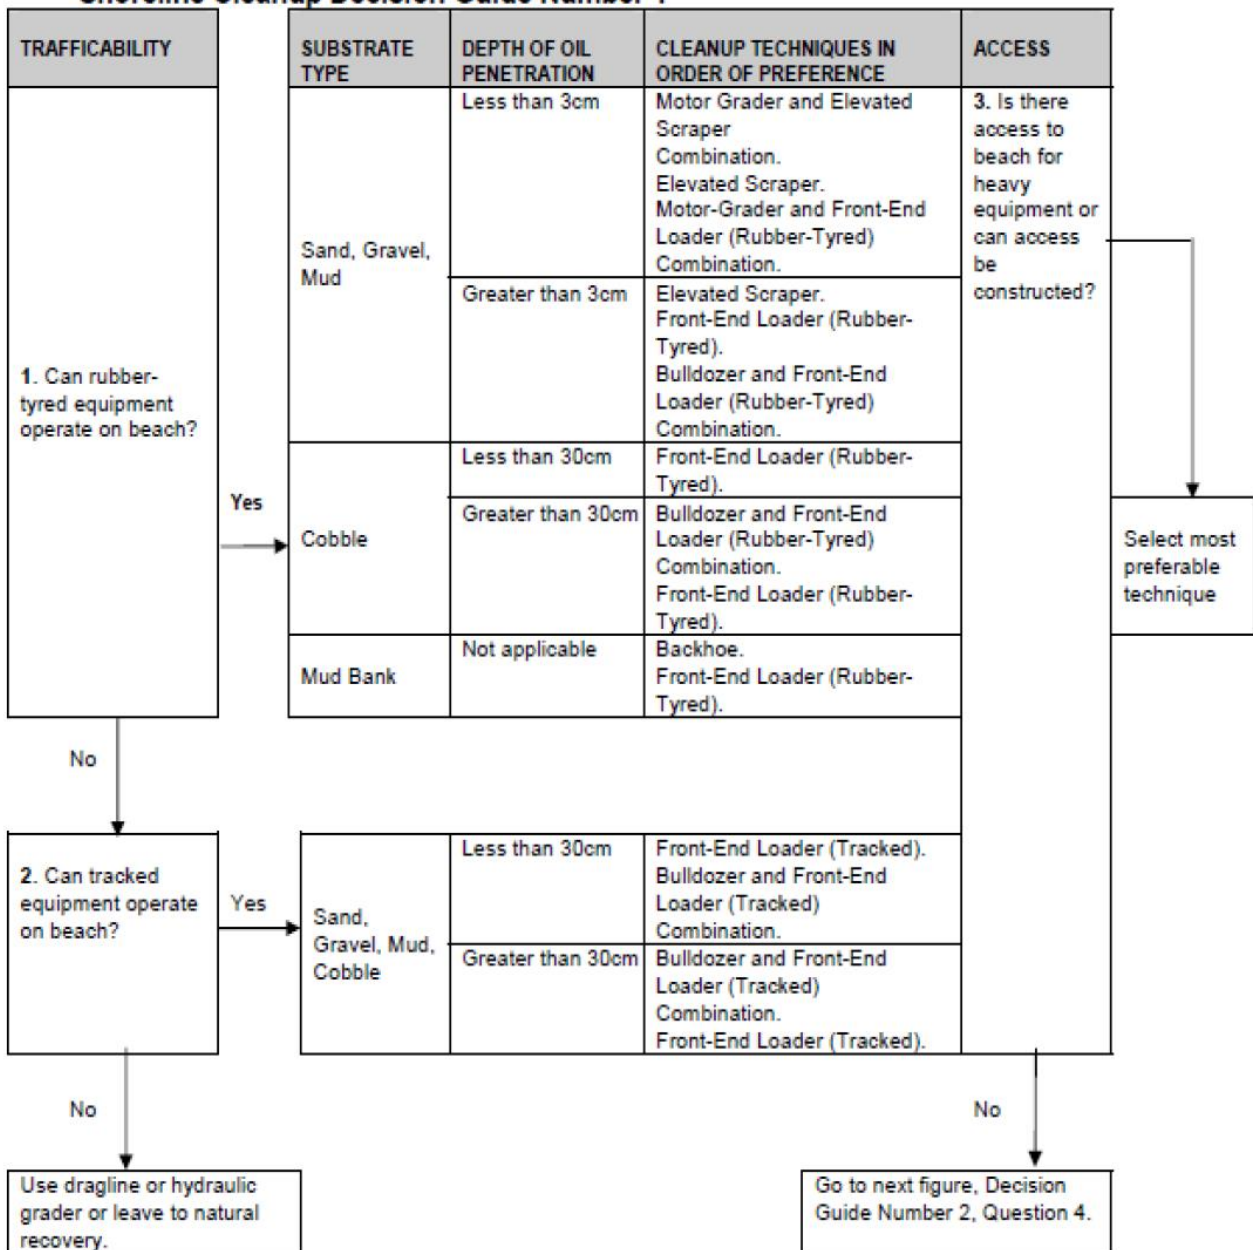 Shoreline Cleanup Decision Guide Number 1
TRAFFICABILITY
SUBSTRATE
TYPE
DEPTH OF OIL
PENETRATION
CLEANUP TECHNIQUES IN
ORDER OF PREFERENCE
ACCESS
1. Can rubber-
tyred equipment
operate on beach?
Yes
Sand, Gravel,
Mud
Less than 3cm
Motor Grader and Elevated
Scraper
Combination.
Elevated Scraper.
Motor-Grader and Front-End
Loader (Rubber-Tyred)
Combination.
Greater than 3cm
Elevated Scraper.
Front-End Loader (Rubber-
Tyred).
Bulldozer and Front-End
Loader (Rubber-Tyred)
Combination.
Cobble
Less than 30cm
Front-End Loader (Rubber-
Tyred).
Greater than 30cm
Bulldozer and Front-End
Loader (Rubber-Tyred)
Combination.
Front-End Loader (Rubber-
Tyred).
Mud Bank
Not applicable
Backhoe.
Front-End Loader (Rubber-
Tyred).
3. Is there
access to
beach for
heavy
equipment or
can access
be
constructed?
Select most
preferable
technique
No
2. Can tracked
equipment operate
on beach?
Yes
Sand,
Gravel, Mud,
Cobble
Less than 30cm
Front-End Loader (Tracked).
Bulldozer and Front-End
Loader (Tracked)
Combination.
Greater than 30cm
Bulldozer and Front-End
Loader (Tracked)
Combination.
Front-End Loader (Tracked).
No
No
Use dragline or hydraulic
grader or leave to natural
recovery.
Go to next figure, Decision
Guide Number 2, Question 4.